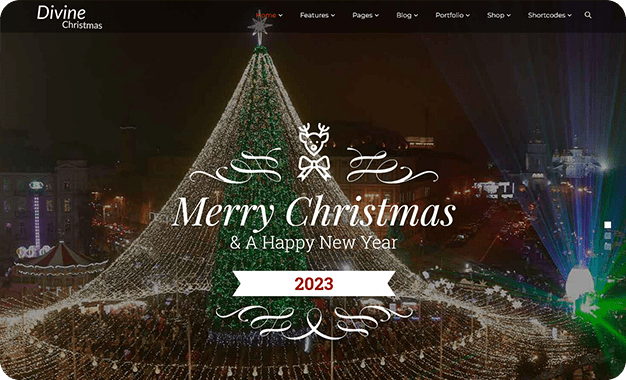 Divine
Christmas
Home Features Pages Blog Portfolio Shop Shortcodes
Merry Christmas
& A Happy New Year
2023